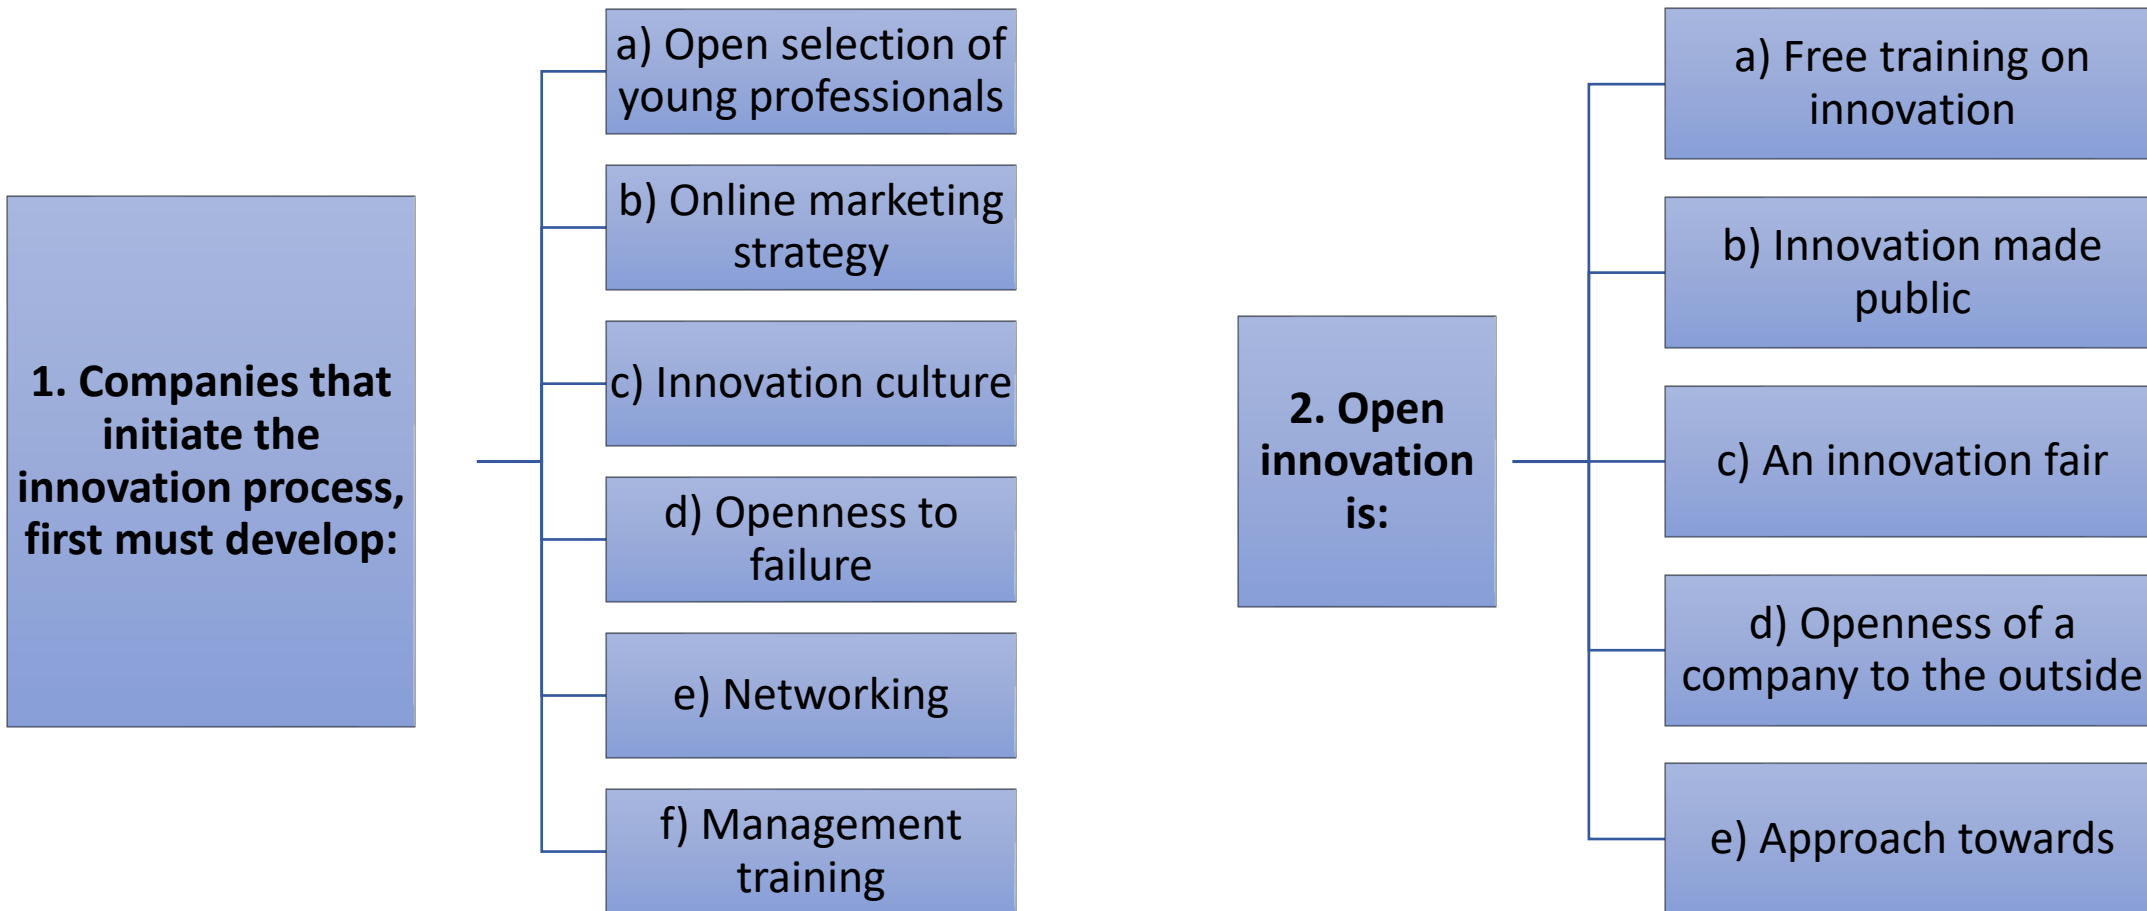 1. Companies that
initiate the
innovation process,
first must develop:
a) Open selection of
young professionals
b) Online marketing
strategy
c) Innovation culture
d) Openness to
failure
e) Networking
f) Management
training
2. Open
innovation
is:
a) Free training on
innovation
b) Innovation made
public
c) An innovation fair
d) Openness of a
company to the outside
e) Approach towards